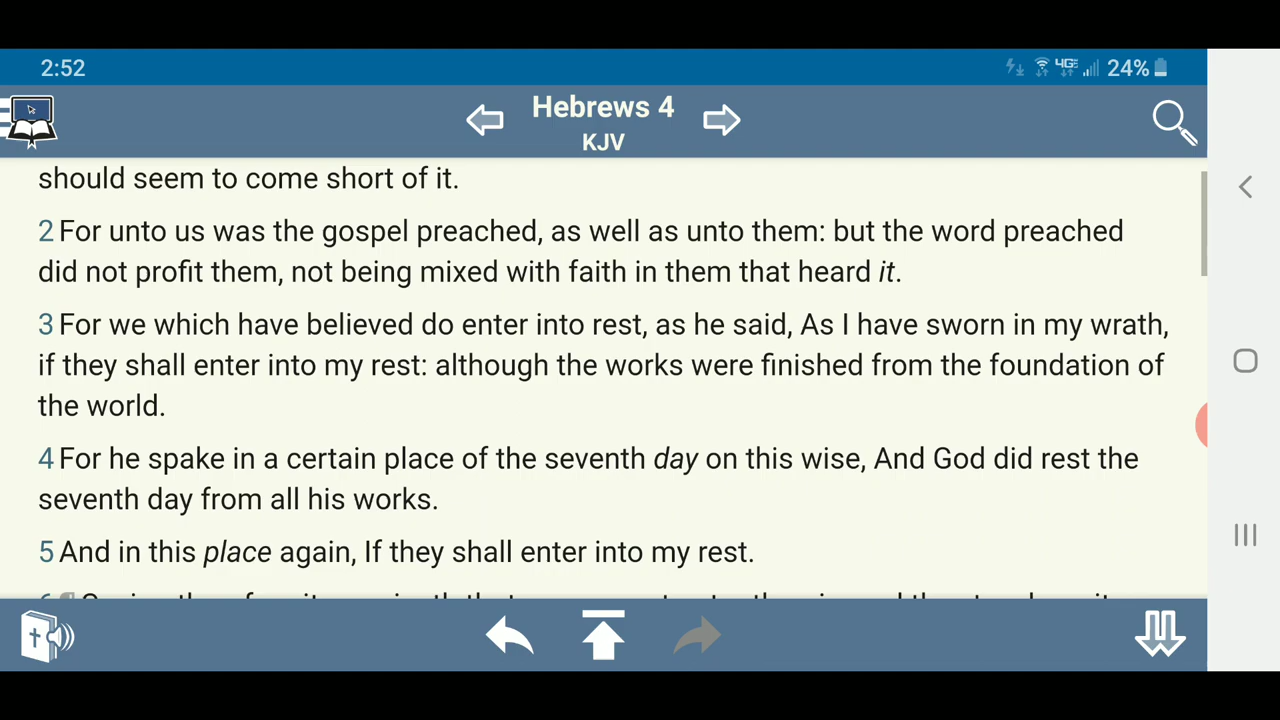 2:52
4GE 24%
Hebrews 4
KJV
should seem to come short of it.
2 For unto us was the gospel preached, as well as unto them: but the word preached
did not profit them, not being mixed with faith in them that heard it.
3 For we which have believed do enter into rest, as he said, As I have sworn in my wrath,
if they shall enter into my rest: although the works were finished from the foundation of
the world.
4 For he spake in a certain place of the seventh day on this wise, And God did rest the
seventh day from all his works.
5 And in this place again, If they shall enter into my rest.